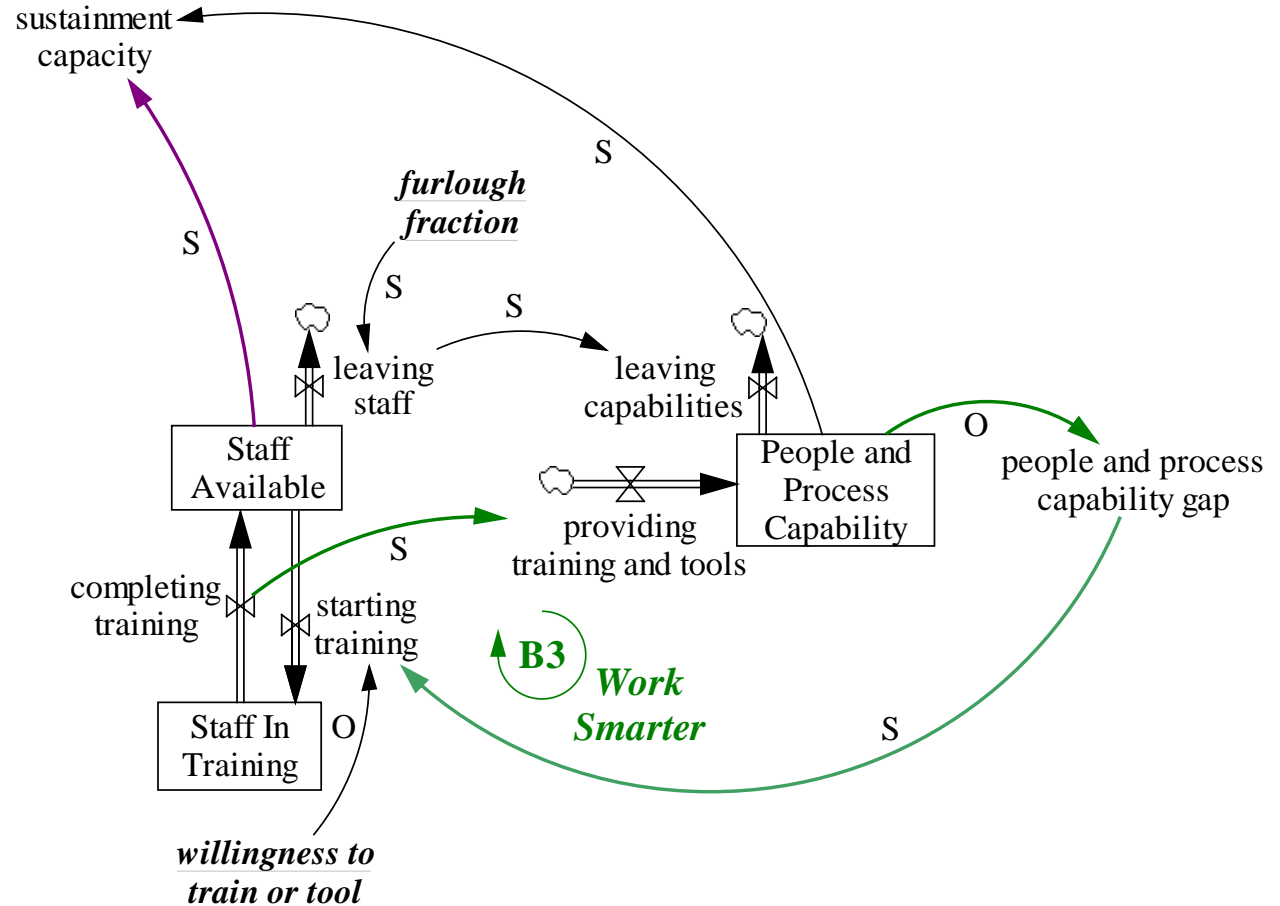 sustainment
capacity
S
S
furlough
fraction
S
S
leaving
staff
leaving
capabilities
Staff
Available
People and
Process
Capability
O
people and process
capability gap
providing
training and tools
S
completing
training
starting
training
B3
Work
Smarter
Staff In
Training
O
S
willingness to
train or tool